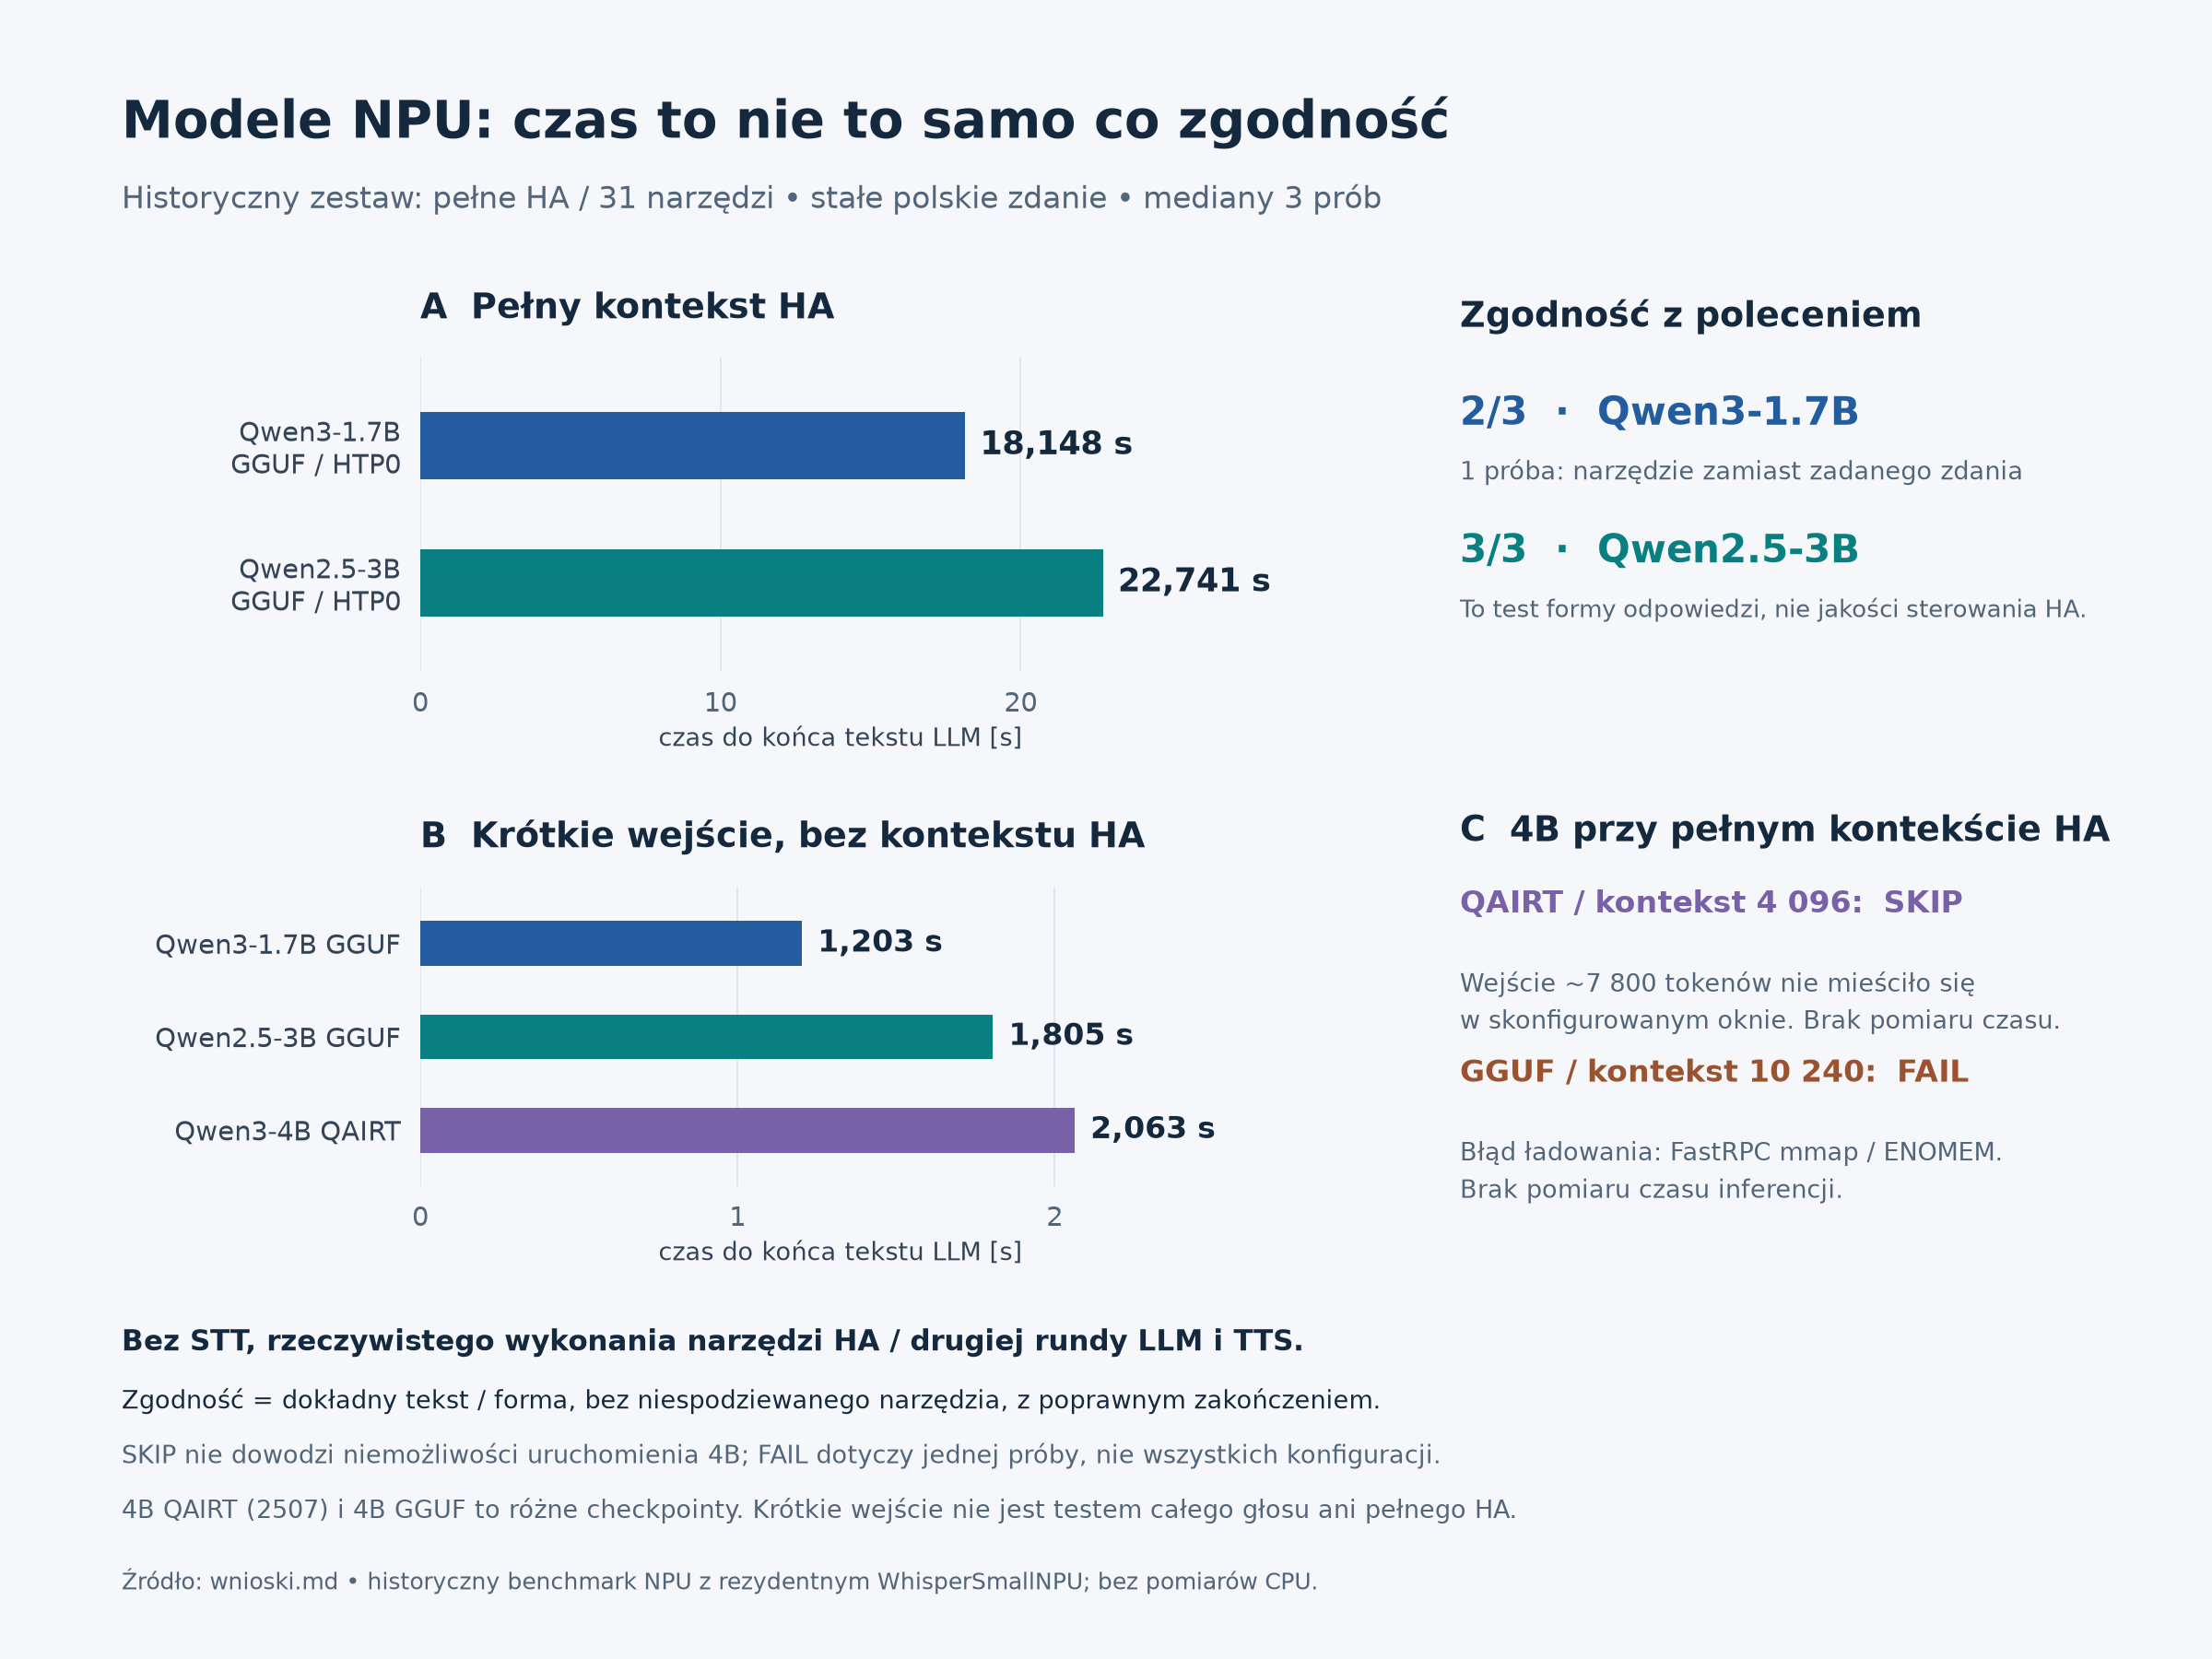 Modele NPU: czas to nie to samo co zgodność
Historyczny zestaw: pełne HA / 31 narzędzi • stałe polskie zdanie • mediany 3 prób
A  Pełny kontekst HA
Qwen3-1.7B
GGUF / HTP0
18,148 s
Qwen2.5-3B
GGUF / HTP0
22,741 s
0
10
20
czas do końca tekstu LLM [s]
Zgodność z poleceniem
2/3  ·  Qwen3-1.7B
1 próba: narzędzie zamiast zadanego zdania
3/3  ·  Qwen2.5-3B
To test formy odpowiedzi, nie jakości sterowania HA.
B  Krótkie wejście, bez kontekstu HA
Qwen3-1.7B GGUF
1,203 s
Qwen2.5-3B GGUF
1,805 s
Qwen3-4B QAIRT
2,063 s
0
1
2
czas do końca tekstu LLM [s]
C  4B przy pełnym kontekście HA
QAIRT / kontekst 4 096:  SKIP
Wejście ~7 800 tokenów nie mieściło się
w skonfigurowanym oknie. Brak pomiaru czasu.
GGUF / kontekst 10 240:  FAIL
Błąd ładowania: FastRPC mmap / ENOMEM.
Brak pomiaru czasu inferencji.
Bez STT, rzeczywistego wykonania narzędzi HA / drugiej rundy LLM i TTS.
Zgodność = dokładny tekst / forma, bez niespodziewanego narzędzia, z poprawnym zakończeniem.
SKIP nie dowodzi niemożliwości uruchomienia 4B; FAIL dotyczy jednej próby, nie wszystkich konfiguracji.
4B QAIRT (2507) i 4B GGUF to różne checkpointy. Krótkie wejście nie jest testem całego głosu ani pełnego HA.
Źródło: wnioski.md • historyczny benchmark NPU z rezydentnym WhisperSmallNPU; bez pomiarów CPU.